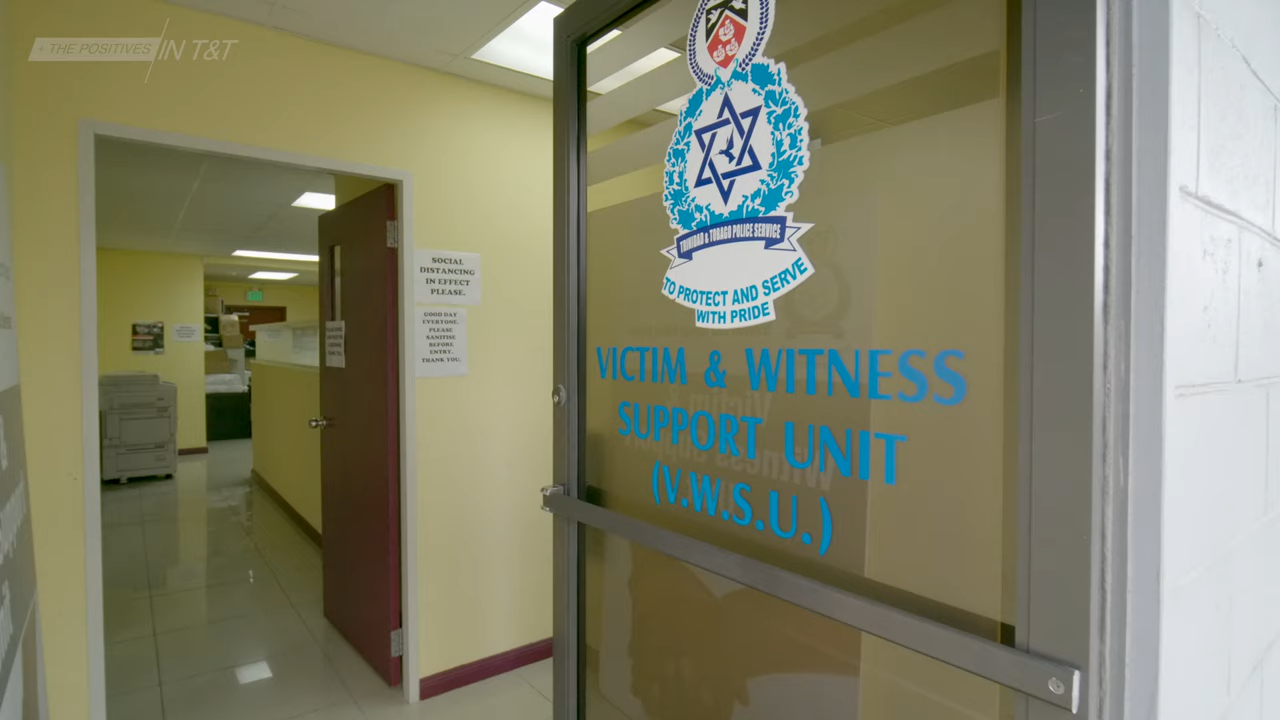 + THE POSITIVES IN T&T
SOCIAL
DISTANCING
IN EFFECT
PLEASE.
GOOD DAY
EVERYONE.
PLEASE
SANITISE
BEFORE
ENTRY.
THANK YOU.
TRINIDAD & TOBAGO POLICE SERVICE
TO PROTECT AND SERVE
WITH PRIDE
VICTIM & WITNESS
SUPPORT UNIT
(V.W.S.U.)